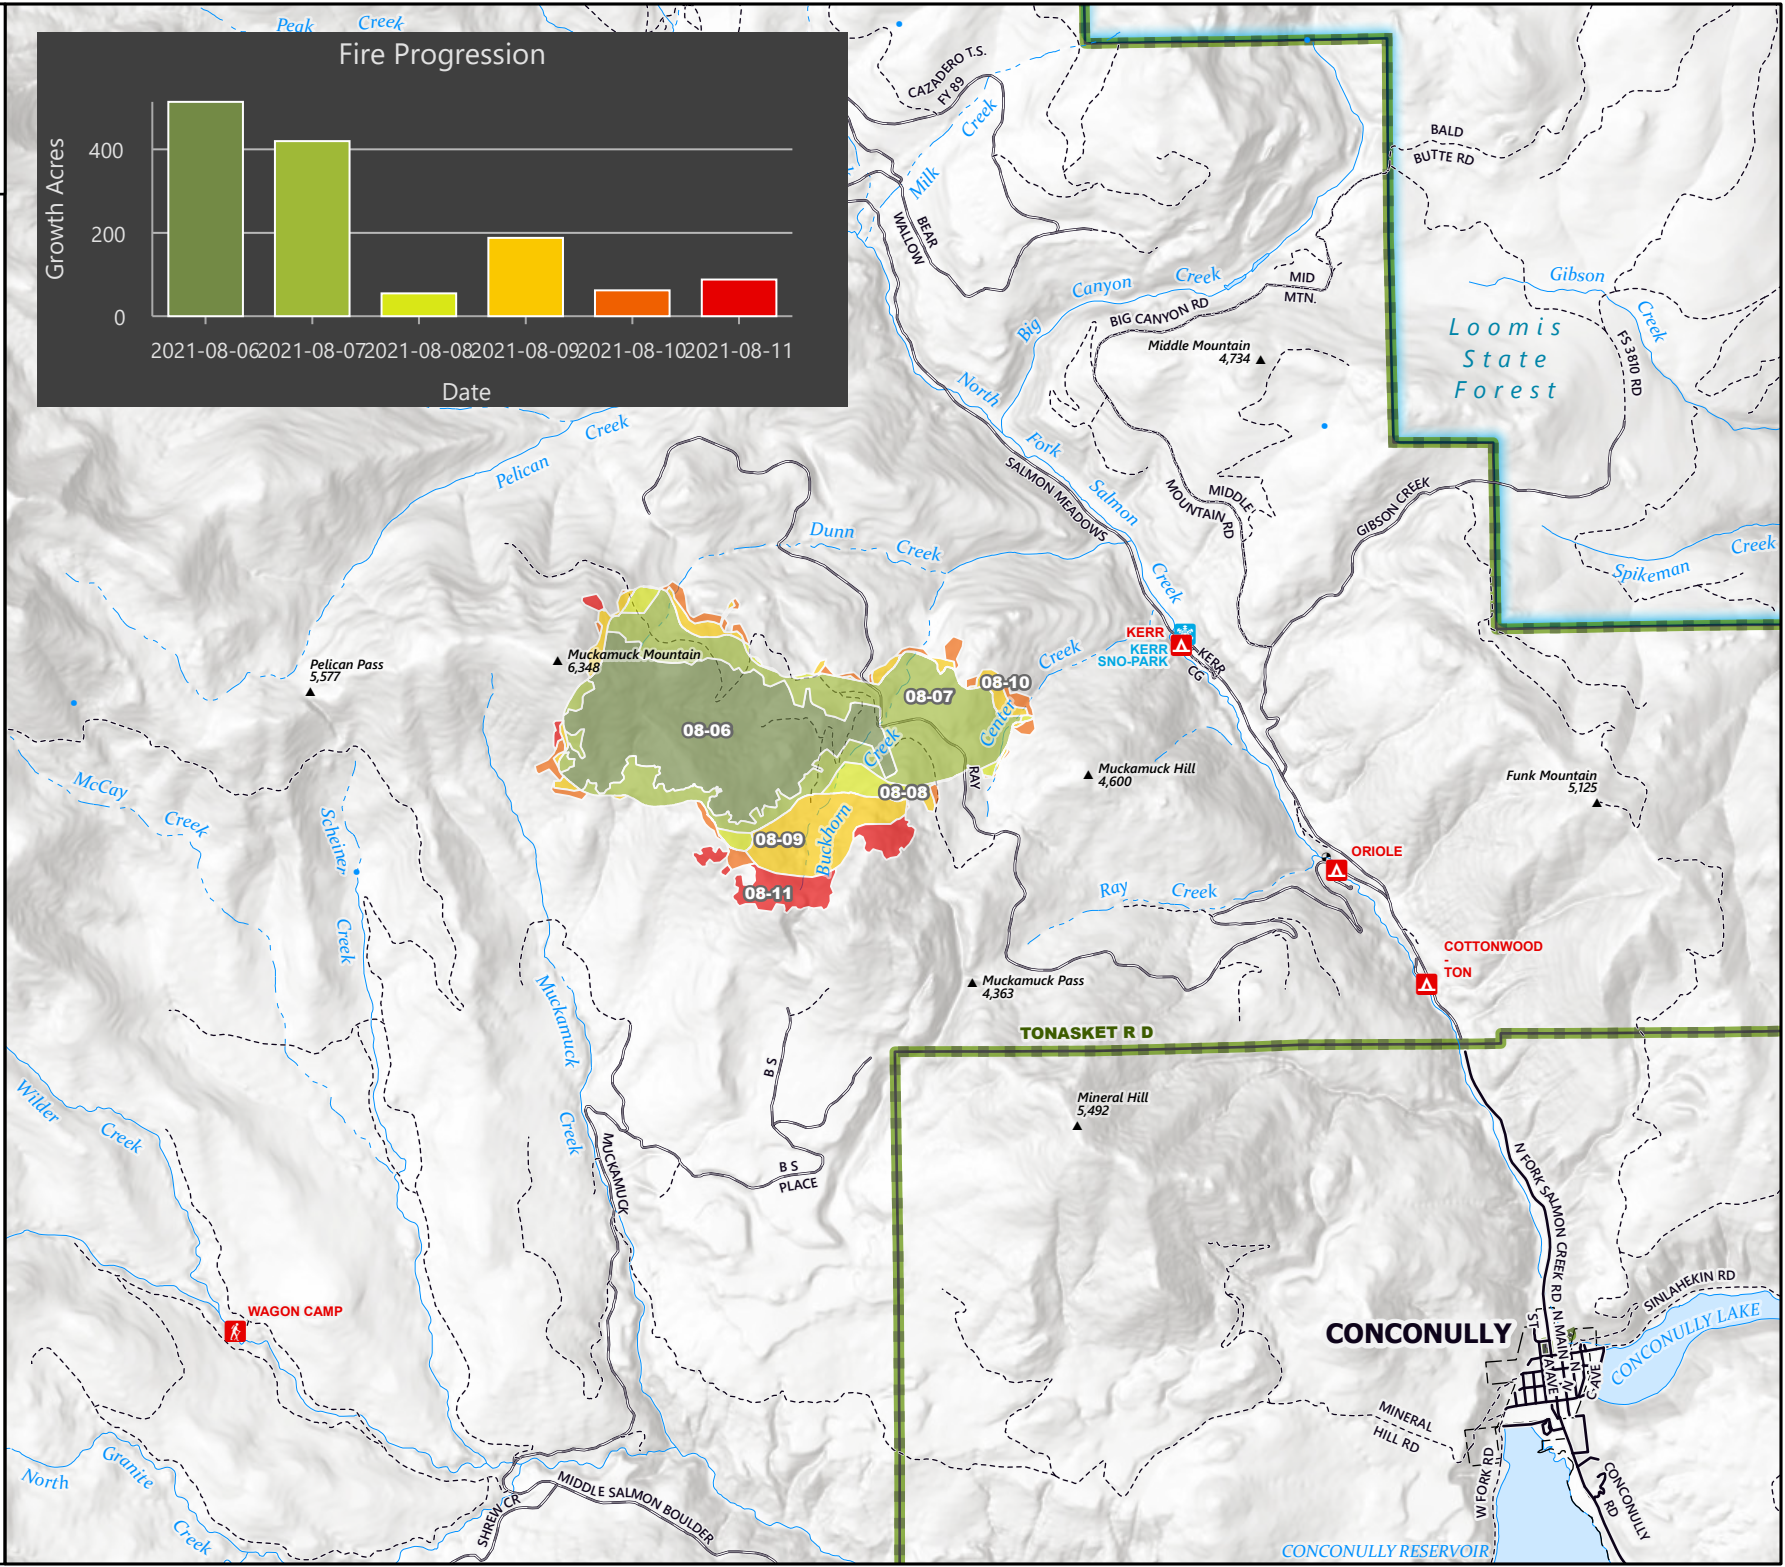 Peak Creek
Fire Progression
Growth Acres
400
200
0
2021-08-06
2021-08-07
2021-08-08
2021-08-09
2021-08-10
2021-08-11
Date
CAZADERO T.S.
FY 89
Milk Creek
BEAR
WALLOW
BALD
BUTTE RD
Big Canyon Creek
MID
MTN.
BIG CANYON RD
Gibson Creek
FS 3810 RD
Loomis
State
Forest
Middle Mountain
4,734
North Fork Salmon Creek
SALMON MEADOWS
MIDDLE
MOUNTAIN RD
GIBSON CREEK
Pelican Creek
Dunn Creek
Spikeman Creek
KERR
KERR
SNO-PARK
KERR
CG
Center Creek
Pelican Pass
5,577
Muckamuck Mountain
6,348
08-06
08-07
08-10
08-08
08-09
08-11
Buckhorn Creek
RAY
Muckamuck Hill
4,600
Funk Mountain
5,125
McCay Creek
Scheiner Creek
ORIOLE
Ray Creek
COTTONWOOD
-
TON
Muckamuck Pass
4,363
TONASKET R D
Muckamuck Creek
B S
Mineral Hill
5,492
Wilder Creek
MUCKAMUCK
B S
PLACE
N FORK SALMON CREEK RD
N MAIN
SINLAHEKIN RD
WAGON CAMP
CONCONULLY
CONCONULLY LAKE
ST
A AVE
C AVE
MINERAL
HILL RD
W FORK RD
CONCONULLY
RD
North Granite Creek
SHREW CR
MIDDLE SALMON BOULDER
CONCONULLY RESERVOIR